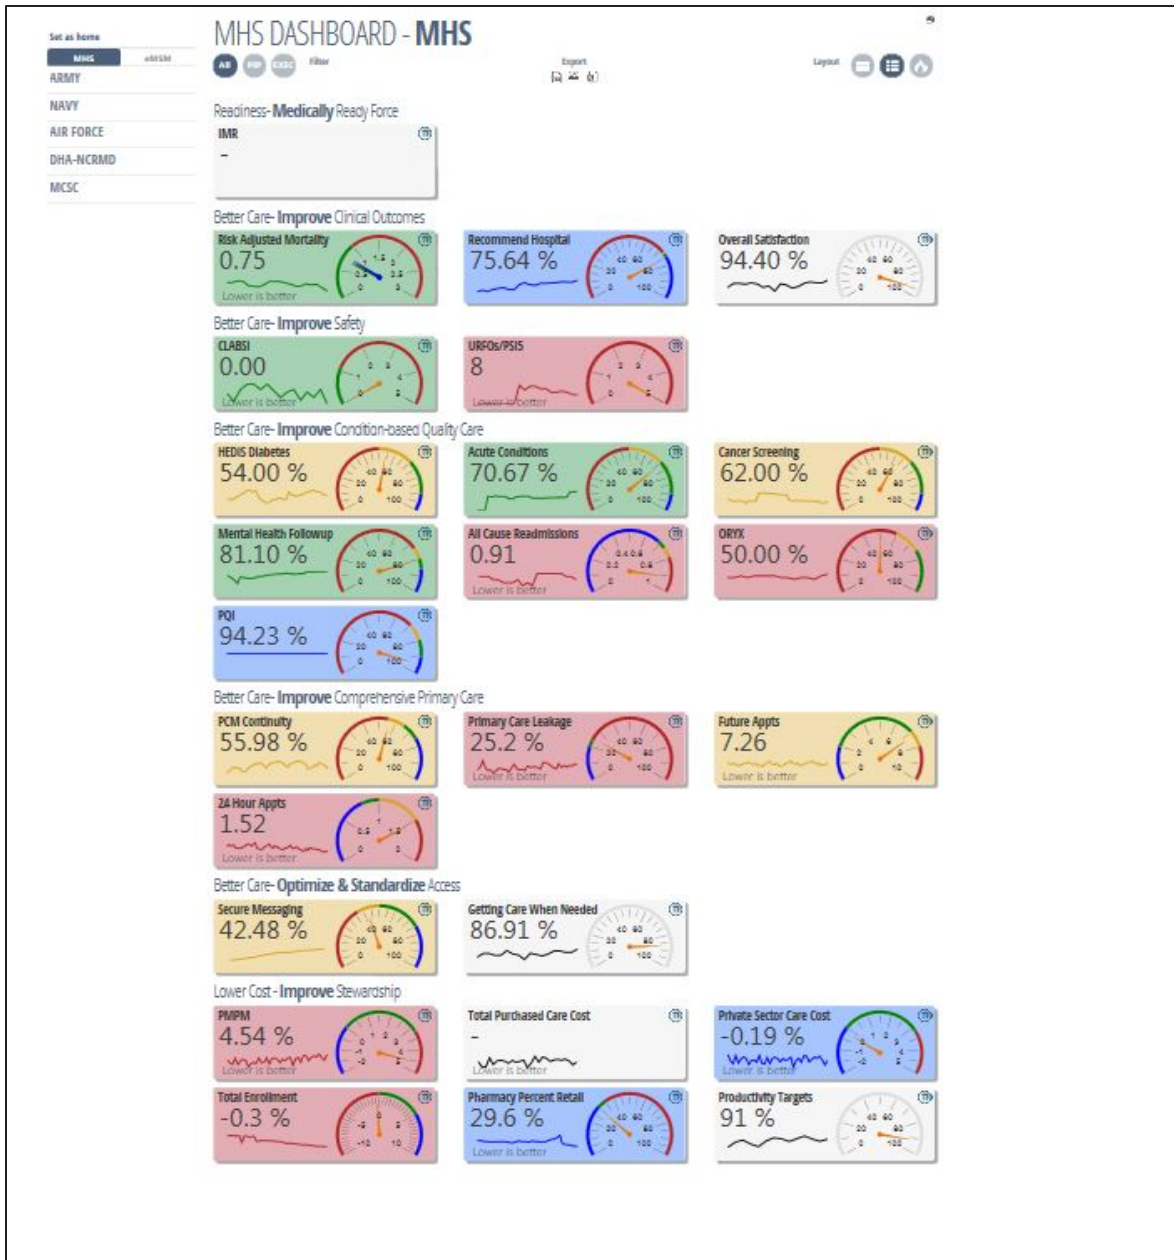 Set as home
MHS eMSM
ARMY
NAVY
AIR FORCE
DHA-NCRMD
MCSC
MHS DASHBOARD - MHS
Filter
Export
Layout
Readiness- Medically Ready Force
IMR
-
Better Care- Improve Clinical Outcomes
Risk Adjusted Mortality
0.75
Lower is better
Recommend Hospital
75.64 %
Overall Satisfaction
94.40 %
Better Care- Improve Safety
CLABSI
0.00
Lower is better
URFOs/PSI5
8
Lower is better
Better Care- Improve Condition-based Quality Care
HEDIS Diabetes
54.00 %
Acute Conditions
70.67 %
Cancer Screening
62.00 %
Mental Health Followup
81.10 %
All Cause Readmissions
0.91
Lower is better
ORYX
50.00 %
PQI
94.23 %
Better Care- Improve Comprehensive Primary Care
PCM Continuity
55.98 %
Primary Care Leakage
25.2 %
Lower is better
Future Appts
7.26
Lower is better
24 Hour Appts
1.52
Lower is better
Better Care- Optimize & Standardize Access
Secure Messaging
42.48 %
Getting Care When Needed
86.91 %
Lower Cost - Improve Stewardship
PMPM
4.54 %
Lower is better
Total Purchased Care Cost
-
Lower is better
Private Sector Care Cost
-0.19 %
Lower is better
Total Enrollment
-0.3 %
Pharmacy Percent Retail
29.6 %
Lower is better
Productivity Targets
91 %